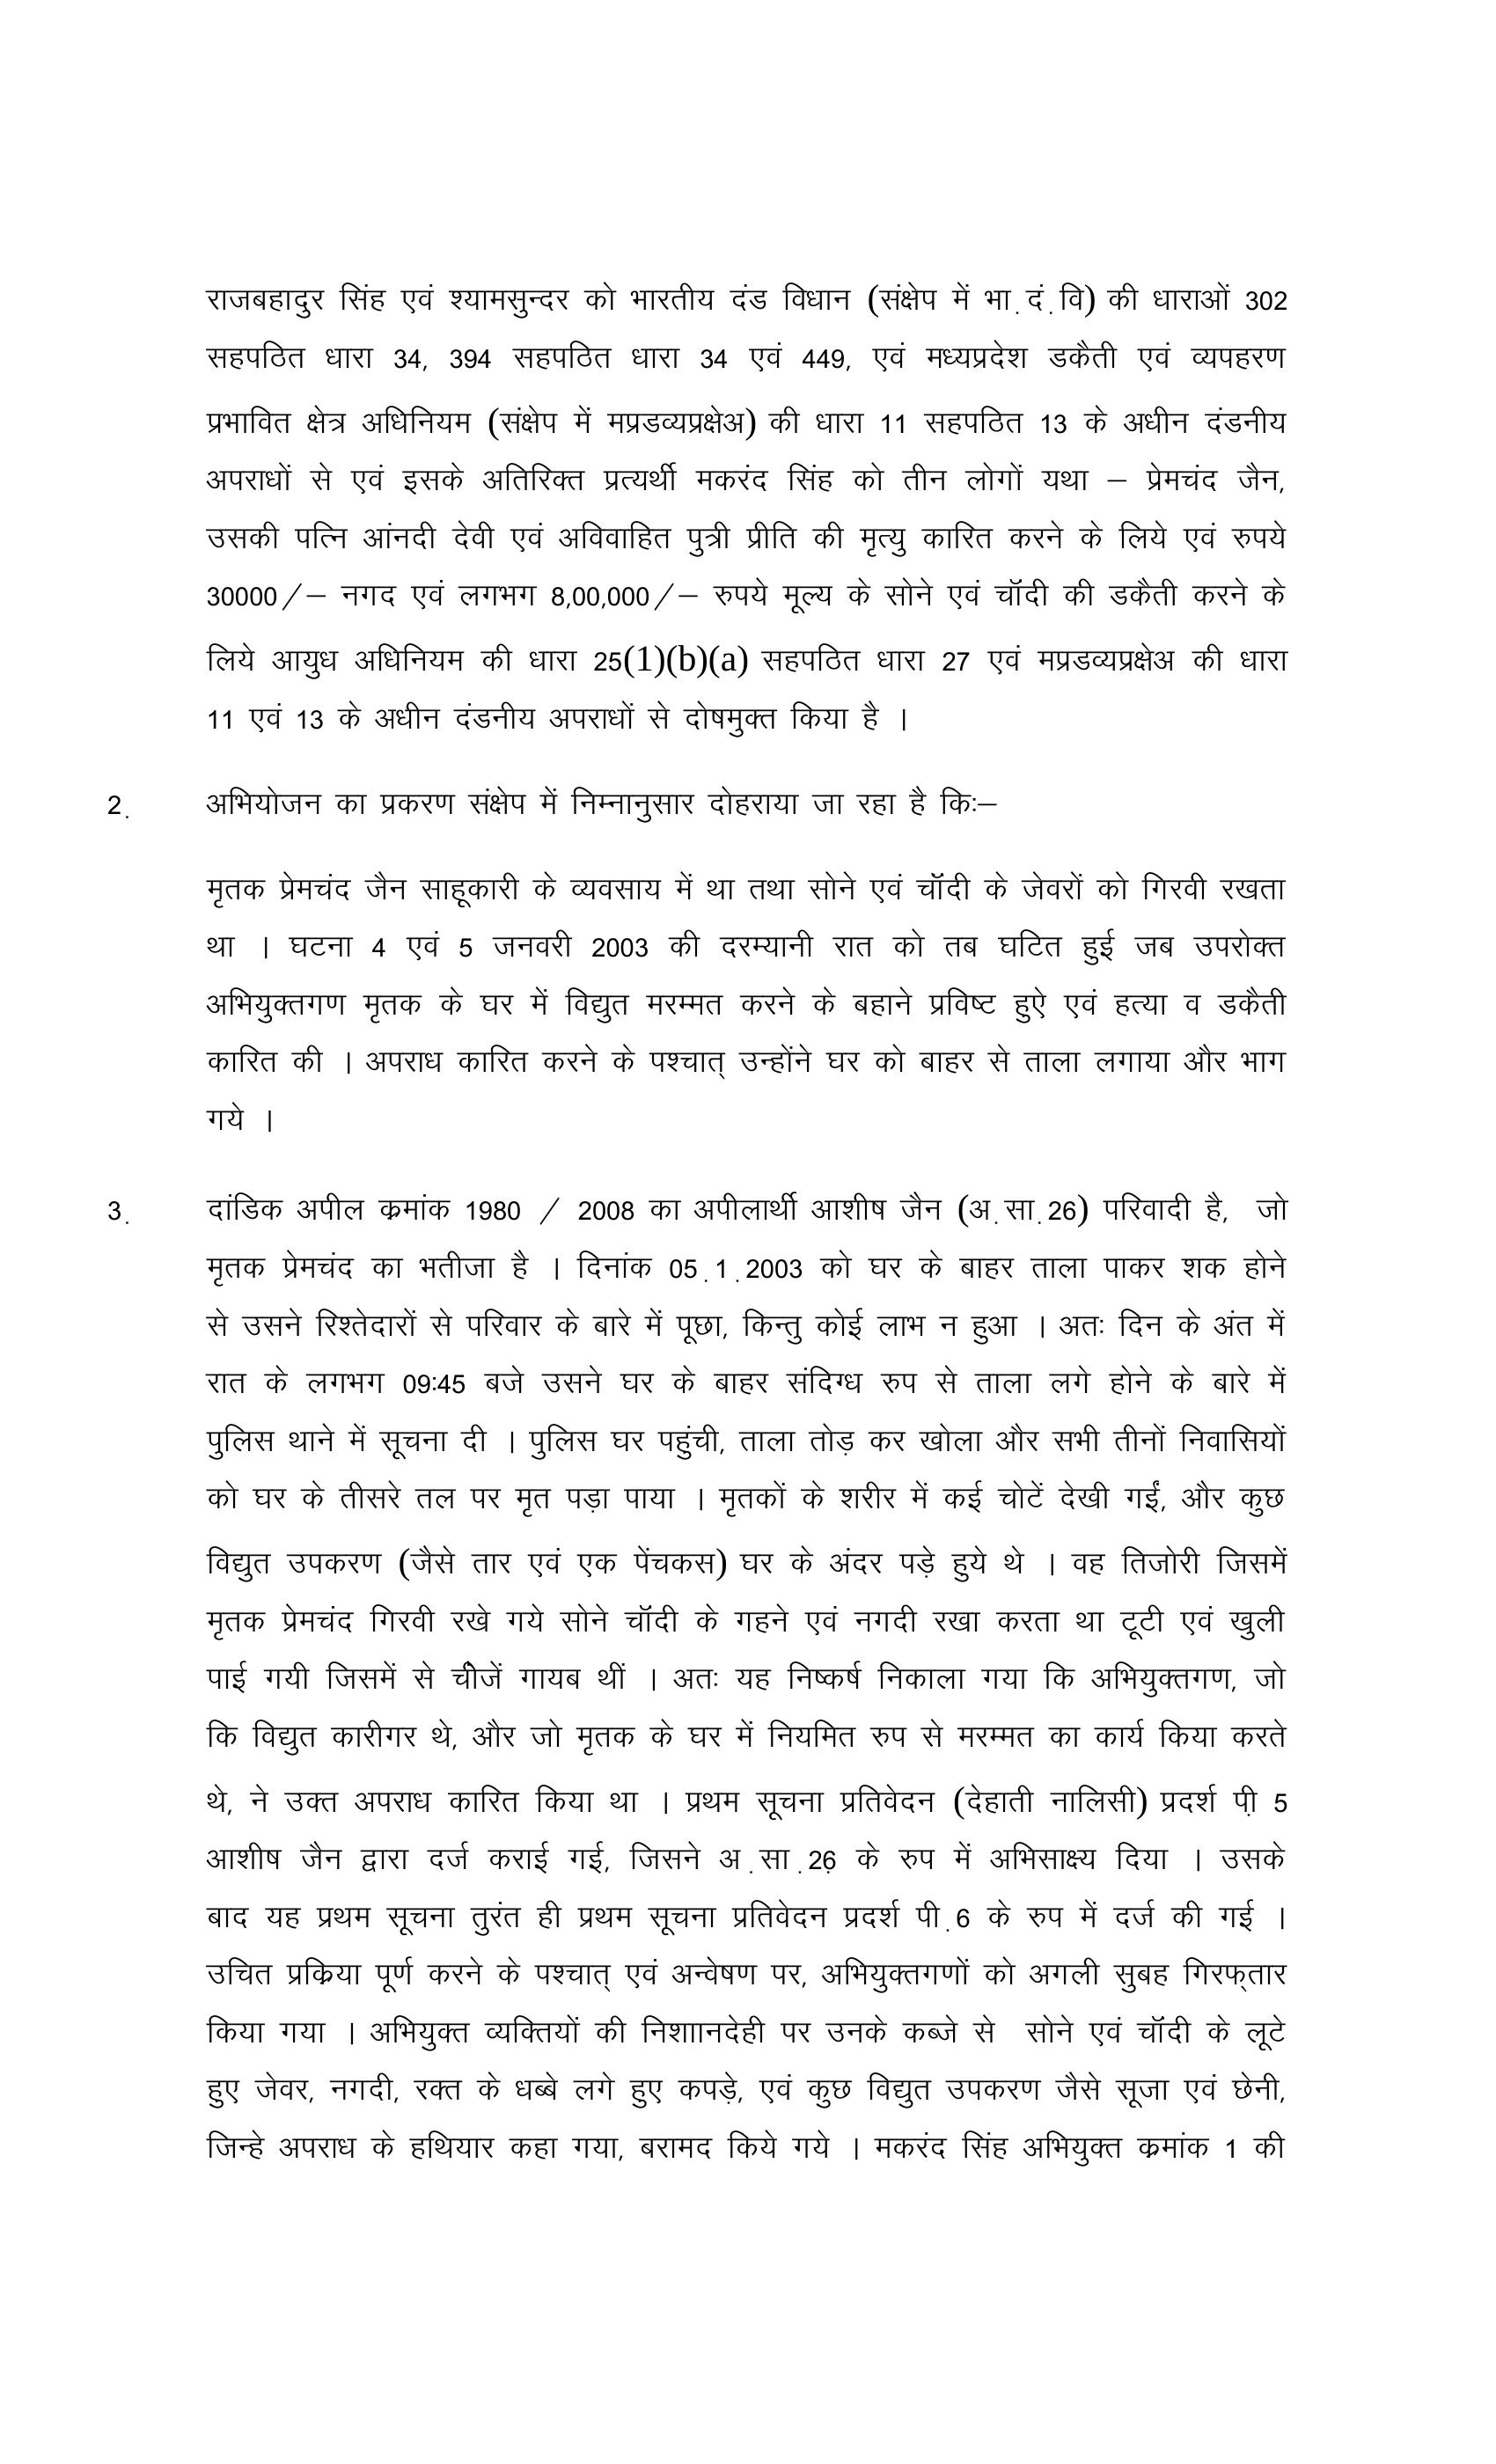 राजबहादुर सिंह एवं श्यामसुन्दर को भारतीय दंड विधान (संक्षेप में भा.दं.वि) की धाराओं 302
सहपठित धारा 34, 394 सहपठित धारा 34 एवं 449, एवं मध्यप्रदेश डकैती एवं व्यपहरण
प्रभावित क्षेत्र अधिनियम (संक्षेप में मप्रडव्यप्रक्षेअ) की धारा 11 सहपठित 13 के अधीन दंडनीय
अपराधों से एवं इसके अतिरिक्त प्रत्यर्थी मकरंद सिंह को तीन लोगों यथा – प्रेमचंद जैन,
उसकी पत्नि आंनदी देवी एवं अविवाहित पुत्री प्रीति की मृत्यु कारित करने के लिये एवं रुपये
30000/– नगद एवं लगभग 8,00,000/– रुपये मूल्य के सोने एवं चॉदी की डकैती करने के
लिये आयुध अधिनियम की धारा 25(1)(b)(a) सहपठित धारा 27 एवं मप्रडव्यप्रक्षेअ की धारा
11 एवं 13 के अधीन दंडनीय अपराधों से दोषमुक्त किया है ।
2. अभियोजन का प्रकरण संक्षेप में निम्नानुसार दोहराया जा रहा है किः–
मृतक प्रेमचंद जैन साहूकारी के व्यवसाय में था तथा सोने एवं चॉदी के जेवरों को गिरवी रखता
था । घटना 4 एवं 5 जनवरी 2003 की दरम्यानी रात को तब घटित हुई जब उपरोक्त
अभियुक्तगण मृतक के घर में विद्युत मरम्मत करने के बहाने प्रविष्ट हुऐ एवं हत्या व डकैती
कारित की । अपराध कारित करने के पश्चात् उन्होंने घर को बाहर से ताला लगाया और भाग
गये ।
3. दांडिक अपील क्रमांक 1980 / 2008 का अपीलार्थी आशीष जैन (अ.सा.26) परिवादी है, जो
मृतक प्रेमचंद का भतीजा है । दिनांक 05.1.2003 को घर के बाहर ताला पाकर शक होने
से उसने रिश्तेदारों से परिवार के बारे में पूछा, किन्तु कोई लाभ न हुआ । अतः दिन के अंत में
रात के लगभग 09:45 बजे उसने घर के बाहर संदिग्ध रुप से ताला लगे होने के बारे में
पुलिस थाने में सूचना दी । पुलिस घर पहुंची, ताला तोड़ कर खोला और सभी तीनों निवासियों
को घर के तीसरे तल पर मृत पड़ा पाया । मृतकों के शरीर में कई चोटें देखी गईं, और कुछ
विद्युत उपकरण (जैसे तार एवं एक पेंचकस) घर के अंदर पड़े हुये थे । वह तिजोरी जिसमें
मृतक प्रेमचंद गिरवी रखे गये सोने चॉदी के गहने एवं नगदी रखा करता था टूटी एवं खुली
पाई गयी जिसमें से चीजें गायब थीं । अतः यह निष्कर्ष निकाला गया कि अभियुक्तगण, जो
कि विद्युत कारीगर थे, और जो मृतक के घर में नियमित रुप से मरम्मत का कार्य किया करते
थे, ने उक्त अपराध कारित किया था । प्रथम सूचना प्रतिवेदन (देहाती नालिसी) प्रदर्श पी़ 5
आशीष जैन द्वारा दर्ज कराई गई, जिसने अ.सा.26़ के रुप में अभिसाक्ष्य दिया । उसके
बाद यह प्रथम सूचना तुरंत ही प्रथम सूचना प्रतिवेदन प्रदर्श पी.6 के रुप में दर्ज की गई ।
उचित प्रक्रिया पूर्ण करने के पश्चात् एवं अन्वेषण पर, अभियुक्तगणों को अगली सुबह गिरफ्तार
किया गया । अभियुक्त व्यक्तियों की निशाानदेही पर उनके कब्जे से सोने एवं चॉदी के लूटे
हुए जेवर, नगदी, रक्त के धब्बे लगे हुए कपड़े, एवं कुछ विद्युत उपकरण जैसे सूजा एवं छेनी,
जिन्हे अपराध के हथियार कहा गया, बरामद किये गये । मकरंद सिंह अभियुक्त क्रमांक 1 की